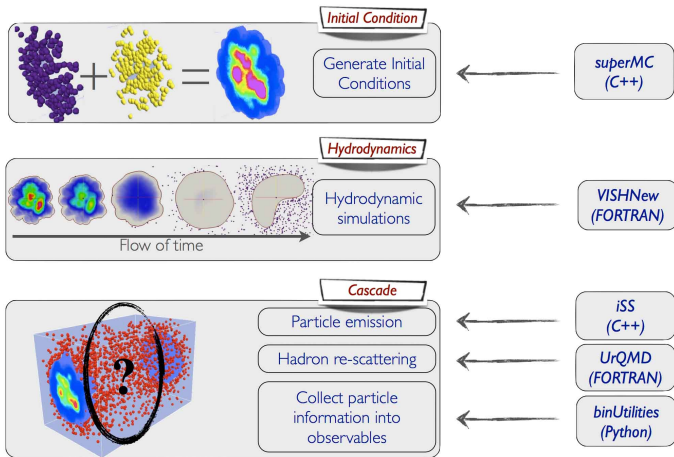 Initial Condition
+
=
Generate Initial
Conditions
superMC
(C++)
Hydrodynamics
Hydrodynamic
simulations
Flow of time
VISHNew
(FORTRAN)
Cascade
Particle emission
iSS
(C++)
?
Hadron re-scattering
UrQMD
(FORTRAN)
Collect particle
information into
observables
binUtilities
(Python)